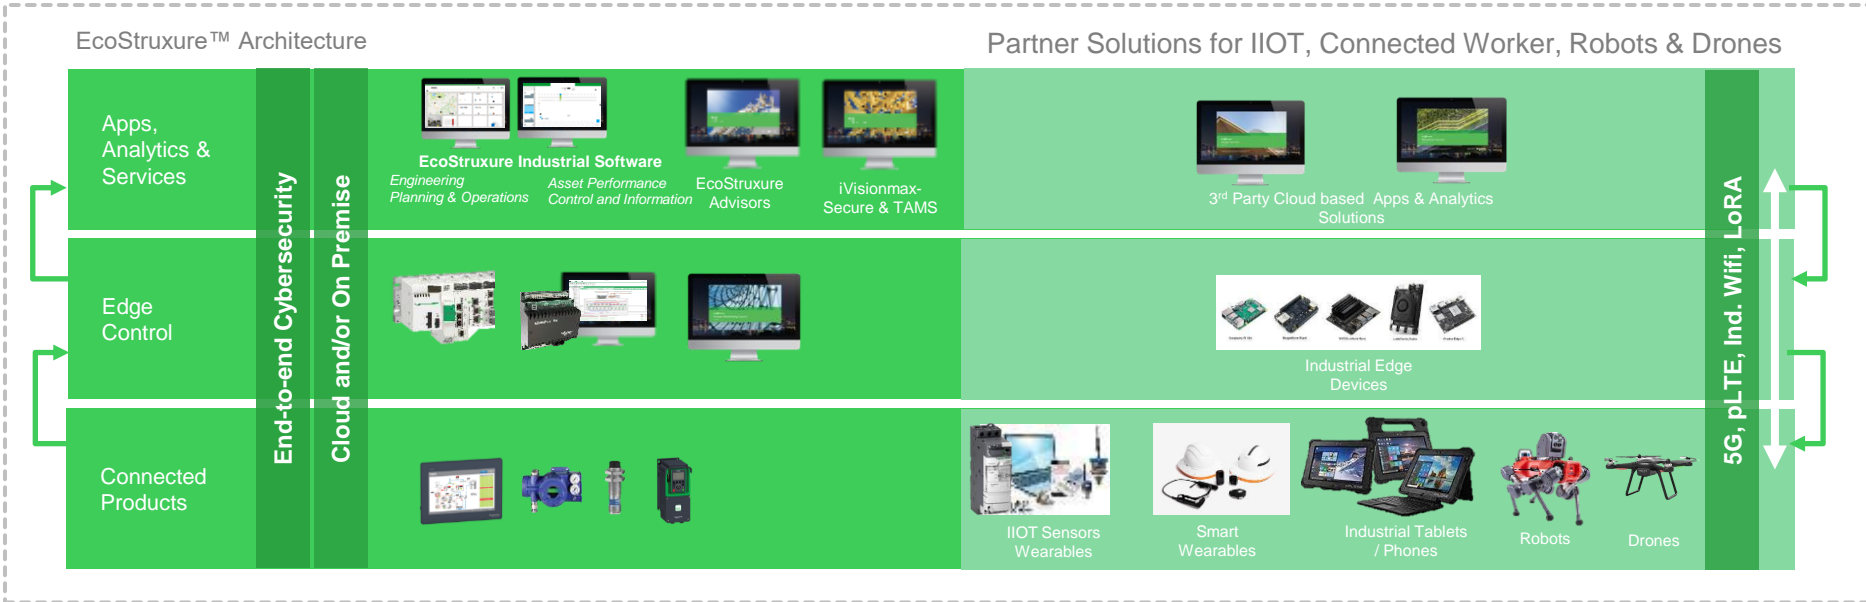 EcoStruxure™ Architecture
Partner Solutions for IIOT, Connected Worker, Robots & Drones
Apps,
Analytics &
Services
End-to-end Cybersecurity
Cloud and/or On Premise
EcoStruxure Industrial Software
Engineering
Planning & Operations
Asset Performance
Control and Information
EcoStruxure
Advisors
iVisionmax-
Secure & TAMS
3rd Party Cloud based Apps & Analytics
Solutions
5G, pLTE, Ind. Wifi, LoRA
Edge
Control
Industrial Edge
Devices
Connected
Products
IIOT Sensors
Wearables
Smart
Wearables
Industrial Tablets
/ Phones
Robots
Drones